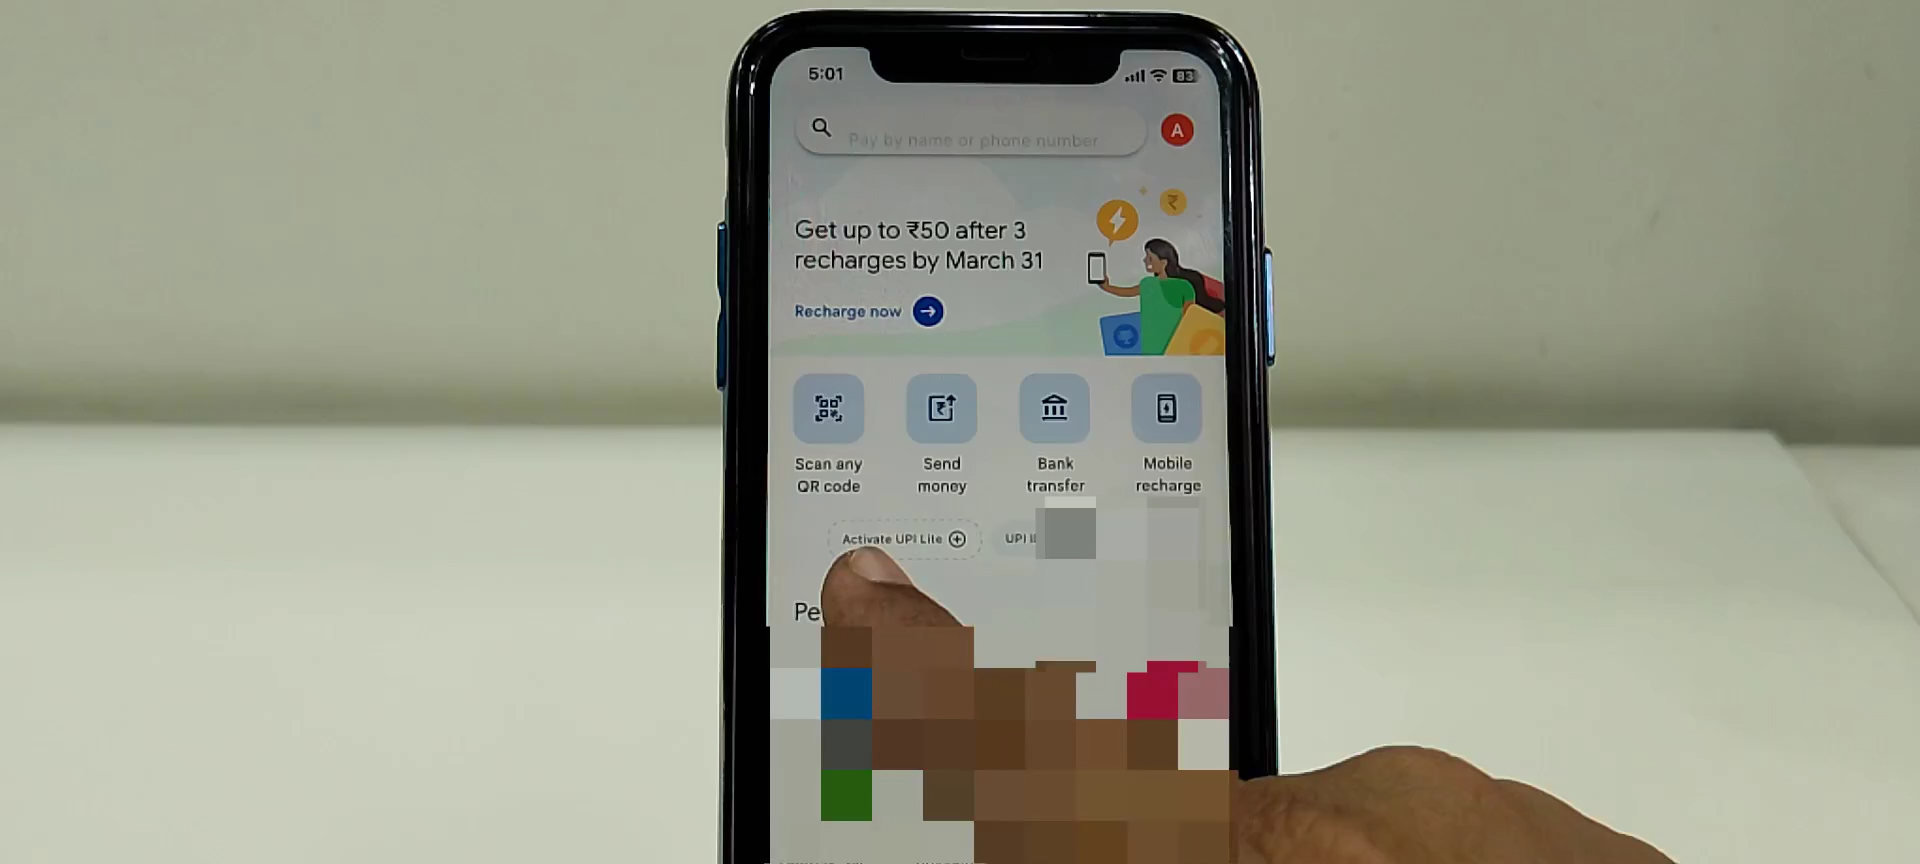 5:01
83
Pay by name or phone number
A
Get up to ₹50 after 3
recharges by March 31
Recharge now
Scan any
QR code
Send
money
Bank
transfer
Mobile
recharge
Activate UPI Lite
UPI